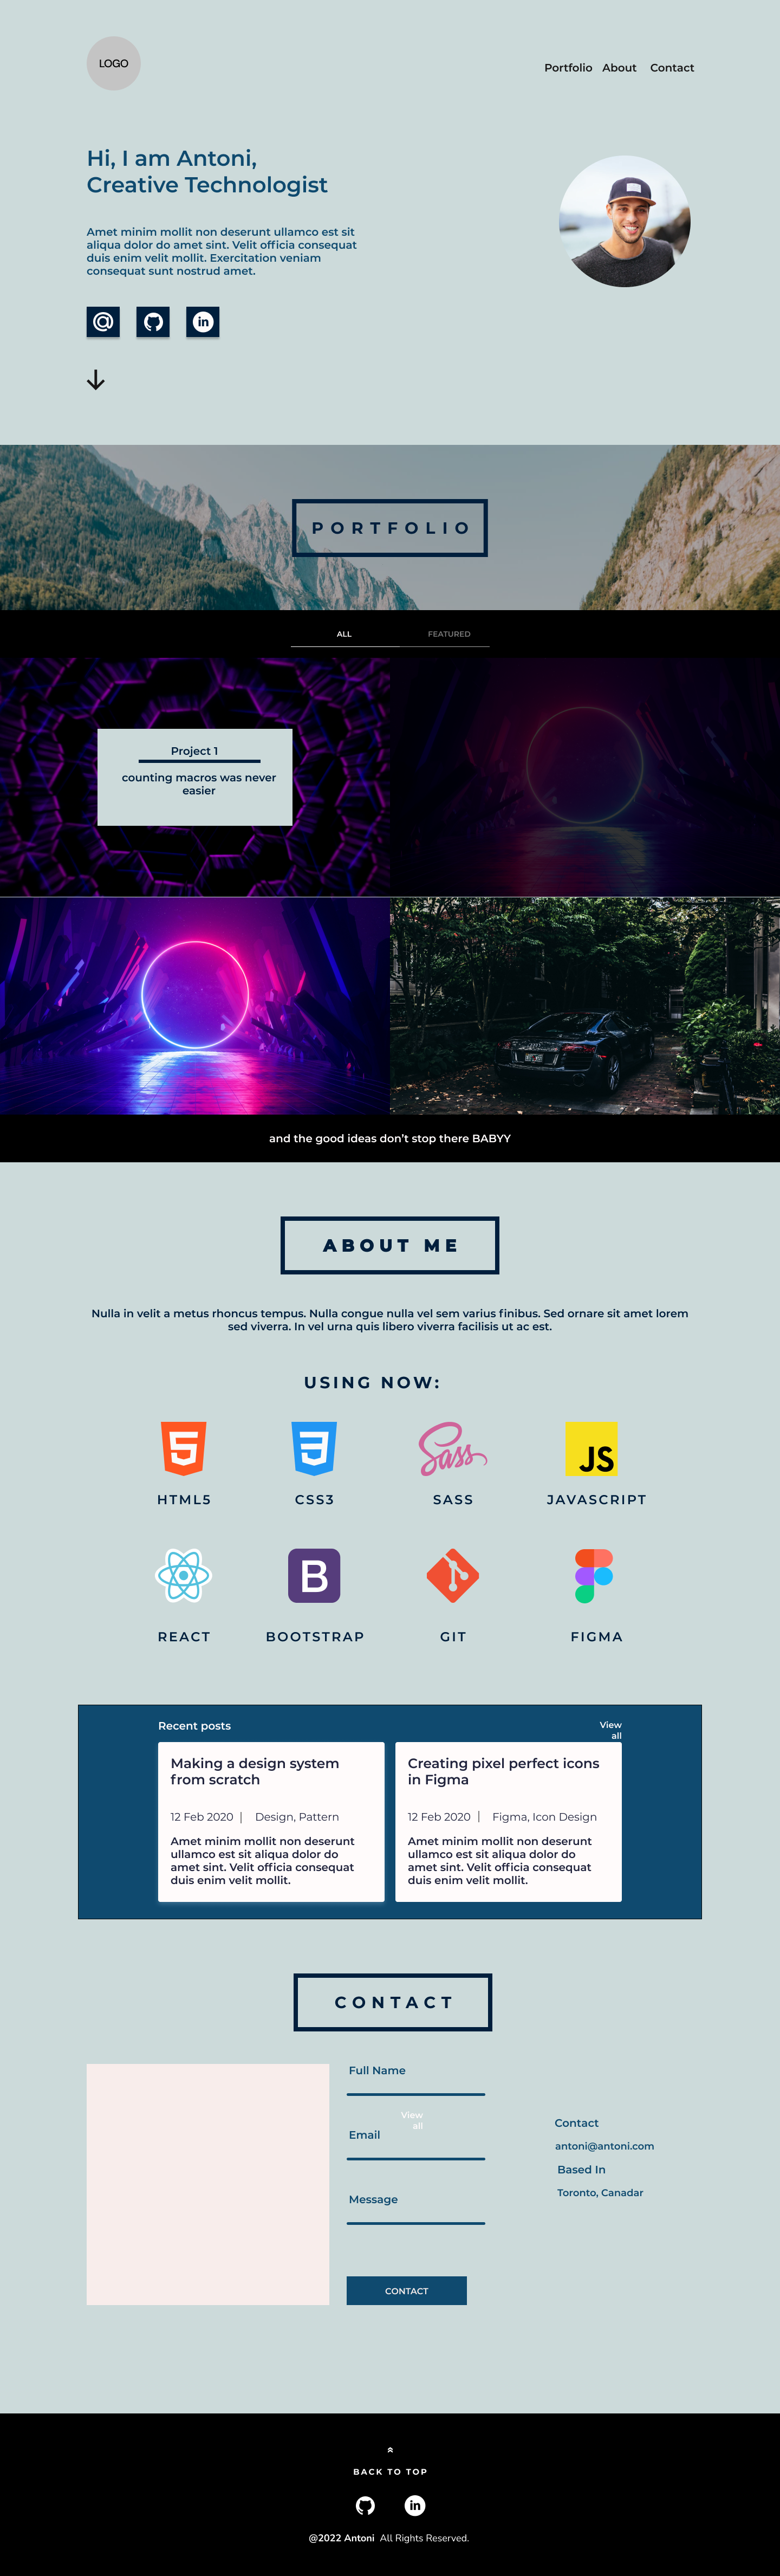 LOGO
Portfolio About Contact
Hi, I am Antoni,
Creative Technologist
Amet minim mollit non deserunt ullamco est sit
aliqua dolor do amet sint. Velit officia consequat
duis enim velit mollit. Exercitation veniam
consequat sunt nostrud amet.
in
PORTFOLIO
ALL FEATURED
Project 1
counting macros was never
easier
and the good ideas don't stop there BABYY
ABOUT ME
Nulla in velit a metus rhoncus tempus. Nulla congue nulla vel sem varius finibus. Sed ornare sit amet lorem
sed viverra. In vel urna quis libero viverra facilisis ut ac est.
USING NOW:
5 3 Sass JS
HTML5 CSS3 SASS JAVASCRIPT
B
REACT BOOTSTRAP GIT FIGMA
Recent posts
View
all
Making a design system
from scratch
12 Feb 2020 | Design, Pattern
Amet minim mollit non deserunt
ullamco est sit aliqua dolor do
amet sint. Velit officia consequat
duis enim velit mollit.
Creating pixel perfect icons
in Figma
12 Feb 2020 | Figma, Icon Design
Amet minim mollit non deserunt
ullamco est sit aliqua dolor do
amet sint. Velit officia consequat
duis enim velit mollit.
CONTACT
Full Name
View
all
Email
Message
CONTACT
Contact
antoni@antoni.com
Based In
Toronto, Canadar
BACK TO TOP
in
@2022 Antoni All Rights Reserved.